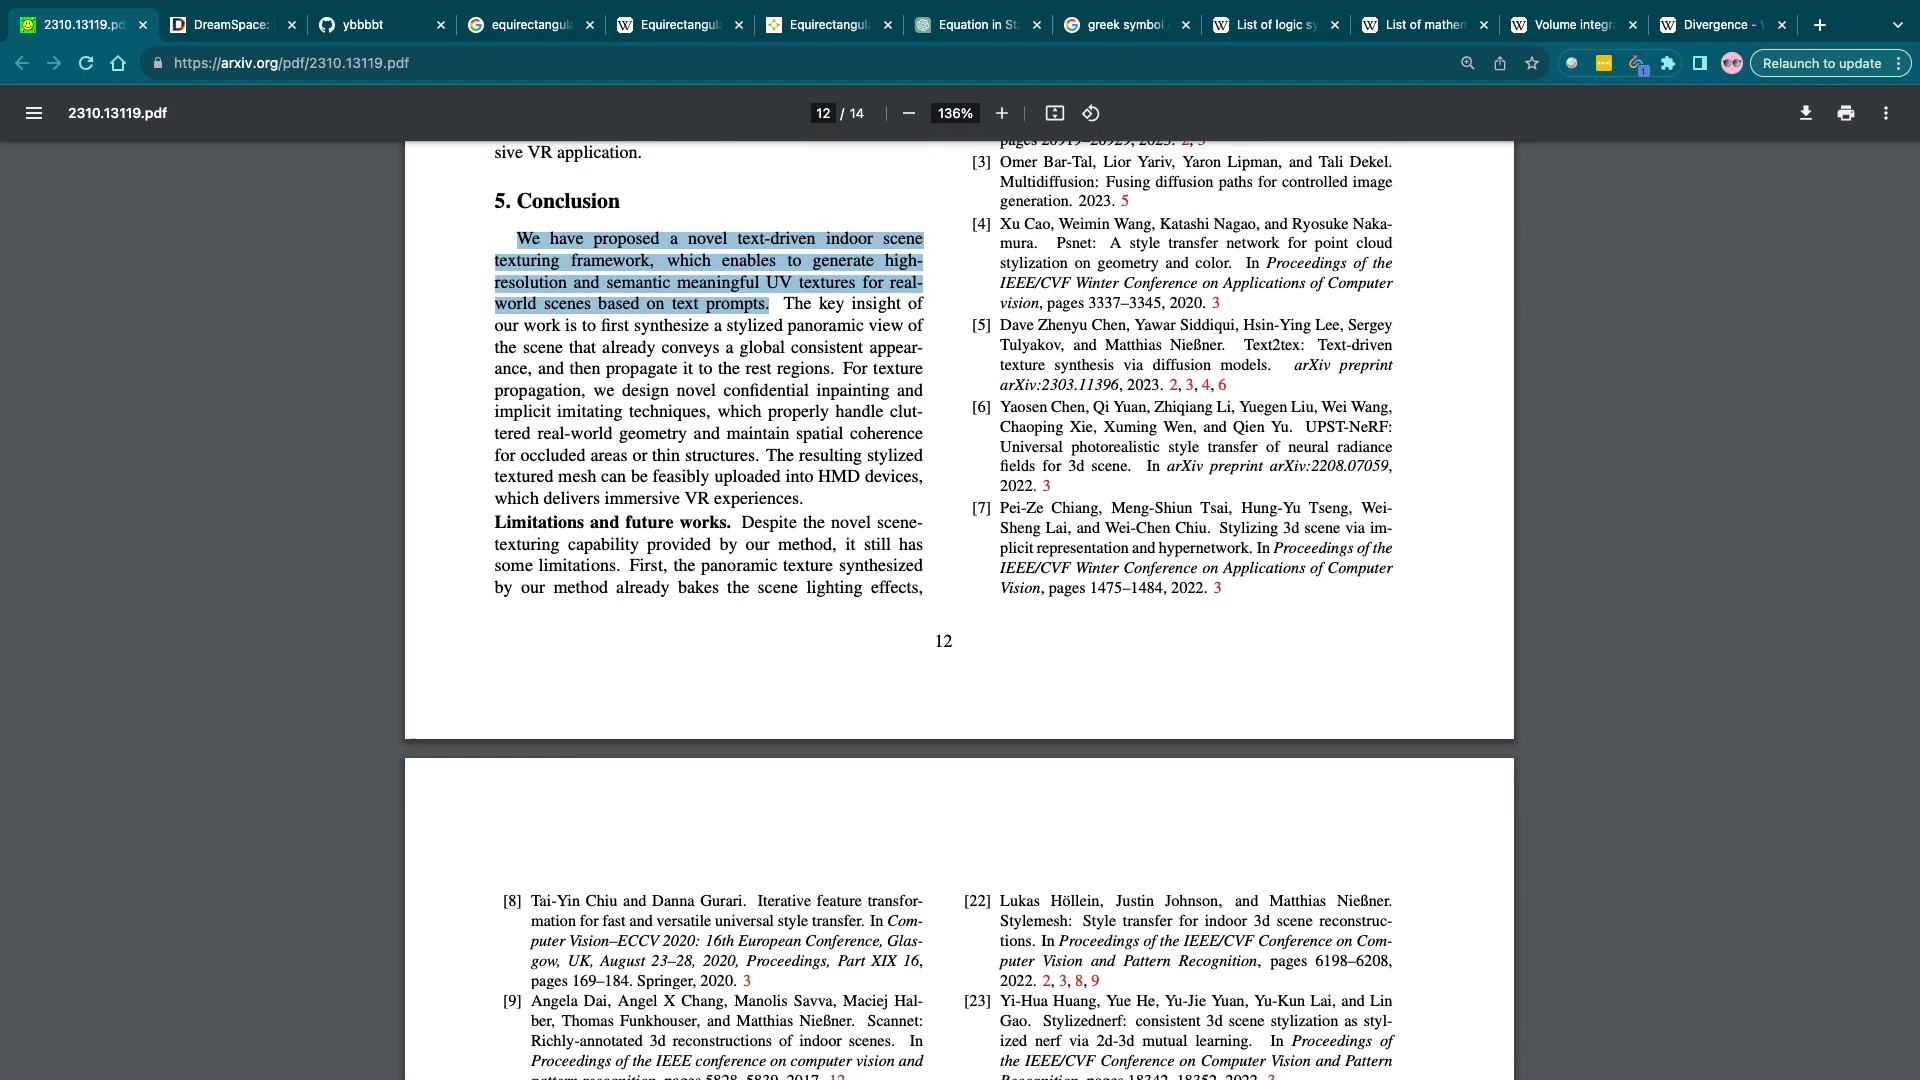 2310.13119.pd
DreamSpace:
ybbbbt
equirectangula
Equirectangula
Equirectangula
Equation in St
greek symbol
List of logic sy
List of mathem
Volume integra
Divergence -
https://arxiv.org/pdf/2310.13119.pdf
Relaunch to update
2310.13119.pdf
12 / 14
136%
sive VR application.
5. Conclusion
We have proposed a novel text-driven indoor scene
texturing framework, which enables to generate high-
resolution and semantic meaningful UV textures for real-
world scenes based on text prompts. The key insight of
our work is to first synthesize a stylized panoramic view of
the scene that already conveys a global consistent appear-
ance, and then propagate it to the rest regions. For texture
propagation, we design novel confidential inpainting and
implicit imitating techniques, which properly handle clut-
tered real-world geometry and maintain spatial coherence
for occluded areas or thin structures. The resulting stylized
textured mesh can be feasibly uploaded into HMD devices,
which delivers immersive VR experiences.
Limitations and future works. Despite the novel scene-
texturing capability provided by our method, it still has
some limitations. First, the panoramic texture synthesized
by our method already bakes the scene lighting effects,
pages 20919–20929, 2023. 2, 3
[3] Omer Bar-Tal, Lior Yariv, Yaron Lipman, and Tali Dekel.
Multidiffusion: Fusing diffusion paths for controlled image
generation. 2023. 5
[4] Xu Cao, Weimin Wang, Katashi Nagao, and Ryosuke Naka-
mura. Psnet: A style transfer network for point cloud
stylization on geometry and color. In Proceedings of the
IEEE/CVF Winter Conference on Applications of Computer
vision, pages 3337–3345, 2020. 3
[5] Dave Zhenyu Chen, Yawar Siddiqui, Hsin-Ying Lee, Sergey
Tulyakov, and Matthias Nießner. Text2tex: Text-driven
texture synthesis via diffusion models. arXiv preprint
arXiv:2303.11396, 2023. 2, 3, 4, 6
[6] Yaosen Chen, Qi Yuan, Zhiqiang Li, Yuegen Liu, Wei Wang,
Chaoping Xie, Xuming Wen, and Qien Yu. UPST-NeRF:
Universal photorealistic style transfer of neural radiance
fields for 3d scene. In arXiv preprint arXiv:2208.07059,
2022. 3
[7] Pei-Ze Chiang, Meng-Shiun Tsai, Hung-Yu Tseng, Wei-
Sheng Lai, and Wei-Chen Chiu. Stylizing 3d scene via im-
plicit representation and hypernetwork. In Proceedings of the
IEEE/CVF Winter Conference on Applications of Computer
Vision, pages 1475–1484, 2022. 3
12
[8] Tai-Yin Chiu and Danna Gurari. Iterative feature transfor-
mation for fast and versatile universal style transfer. In Com-
puter Vision–ECCV 2020: 16th European Conference, Glas-
gow, UK, August 23–28, 2020, Proceedings, Part XIX 16,
pages 169–184. Springer, 2020. 3
[9] Angela Dai, Angel X Chang, Manolis Savva, Maciej Hal-
ber, Thomas Funkhouser, and Matthias Nießner. Scannet:
Richly-annotated 3d reconstructions of indoor scenes. In
Proceedings of the IEEE conference on computer vision and
pattern recognition, pages 5828–5839, 2017. 12
[22] Lukas Höllein, Justin Johnson, and Matthias Nießner.
Stylemesh: Style transfer for indoor 3d scene reconstruc-
tions. In Proceedings of the IEEE/CVF Conference on Com-
puter Vision and Pattern Recognition, pages 6198–6208,
2022. 2, 3, 8, 9
[23] Yi-Hua Huang, Yue He, Yu-Jie Yuan, Yu-Kun Lai, and Lin
Gao. Stylizednerf: consistent 3d scene stylization as styl-
ized nerf via 2d-3d mutual learning. In Proceedings of
the IEEE/CVF Conference on Computer Vision and Pattern
Recognition, pages 18342–18352, 2022. 3